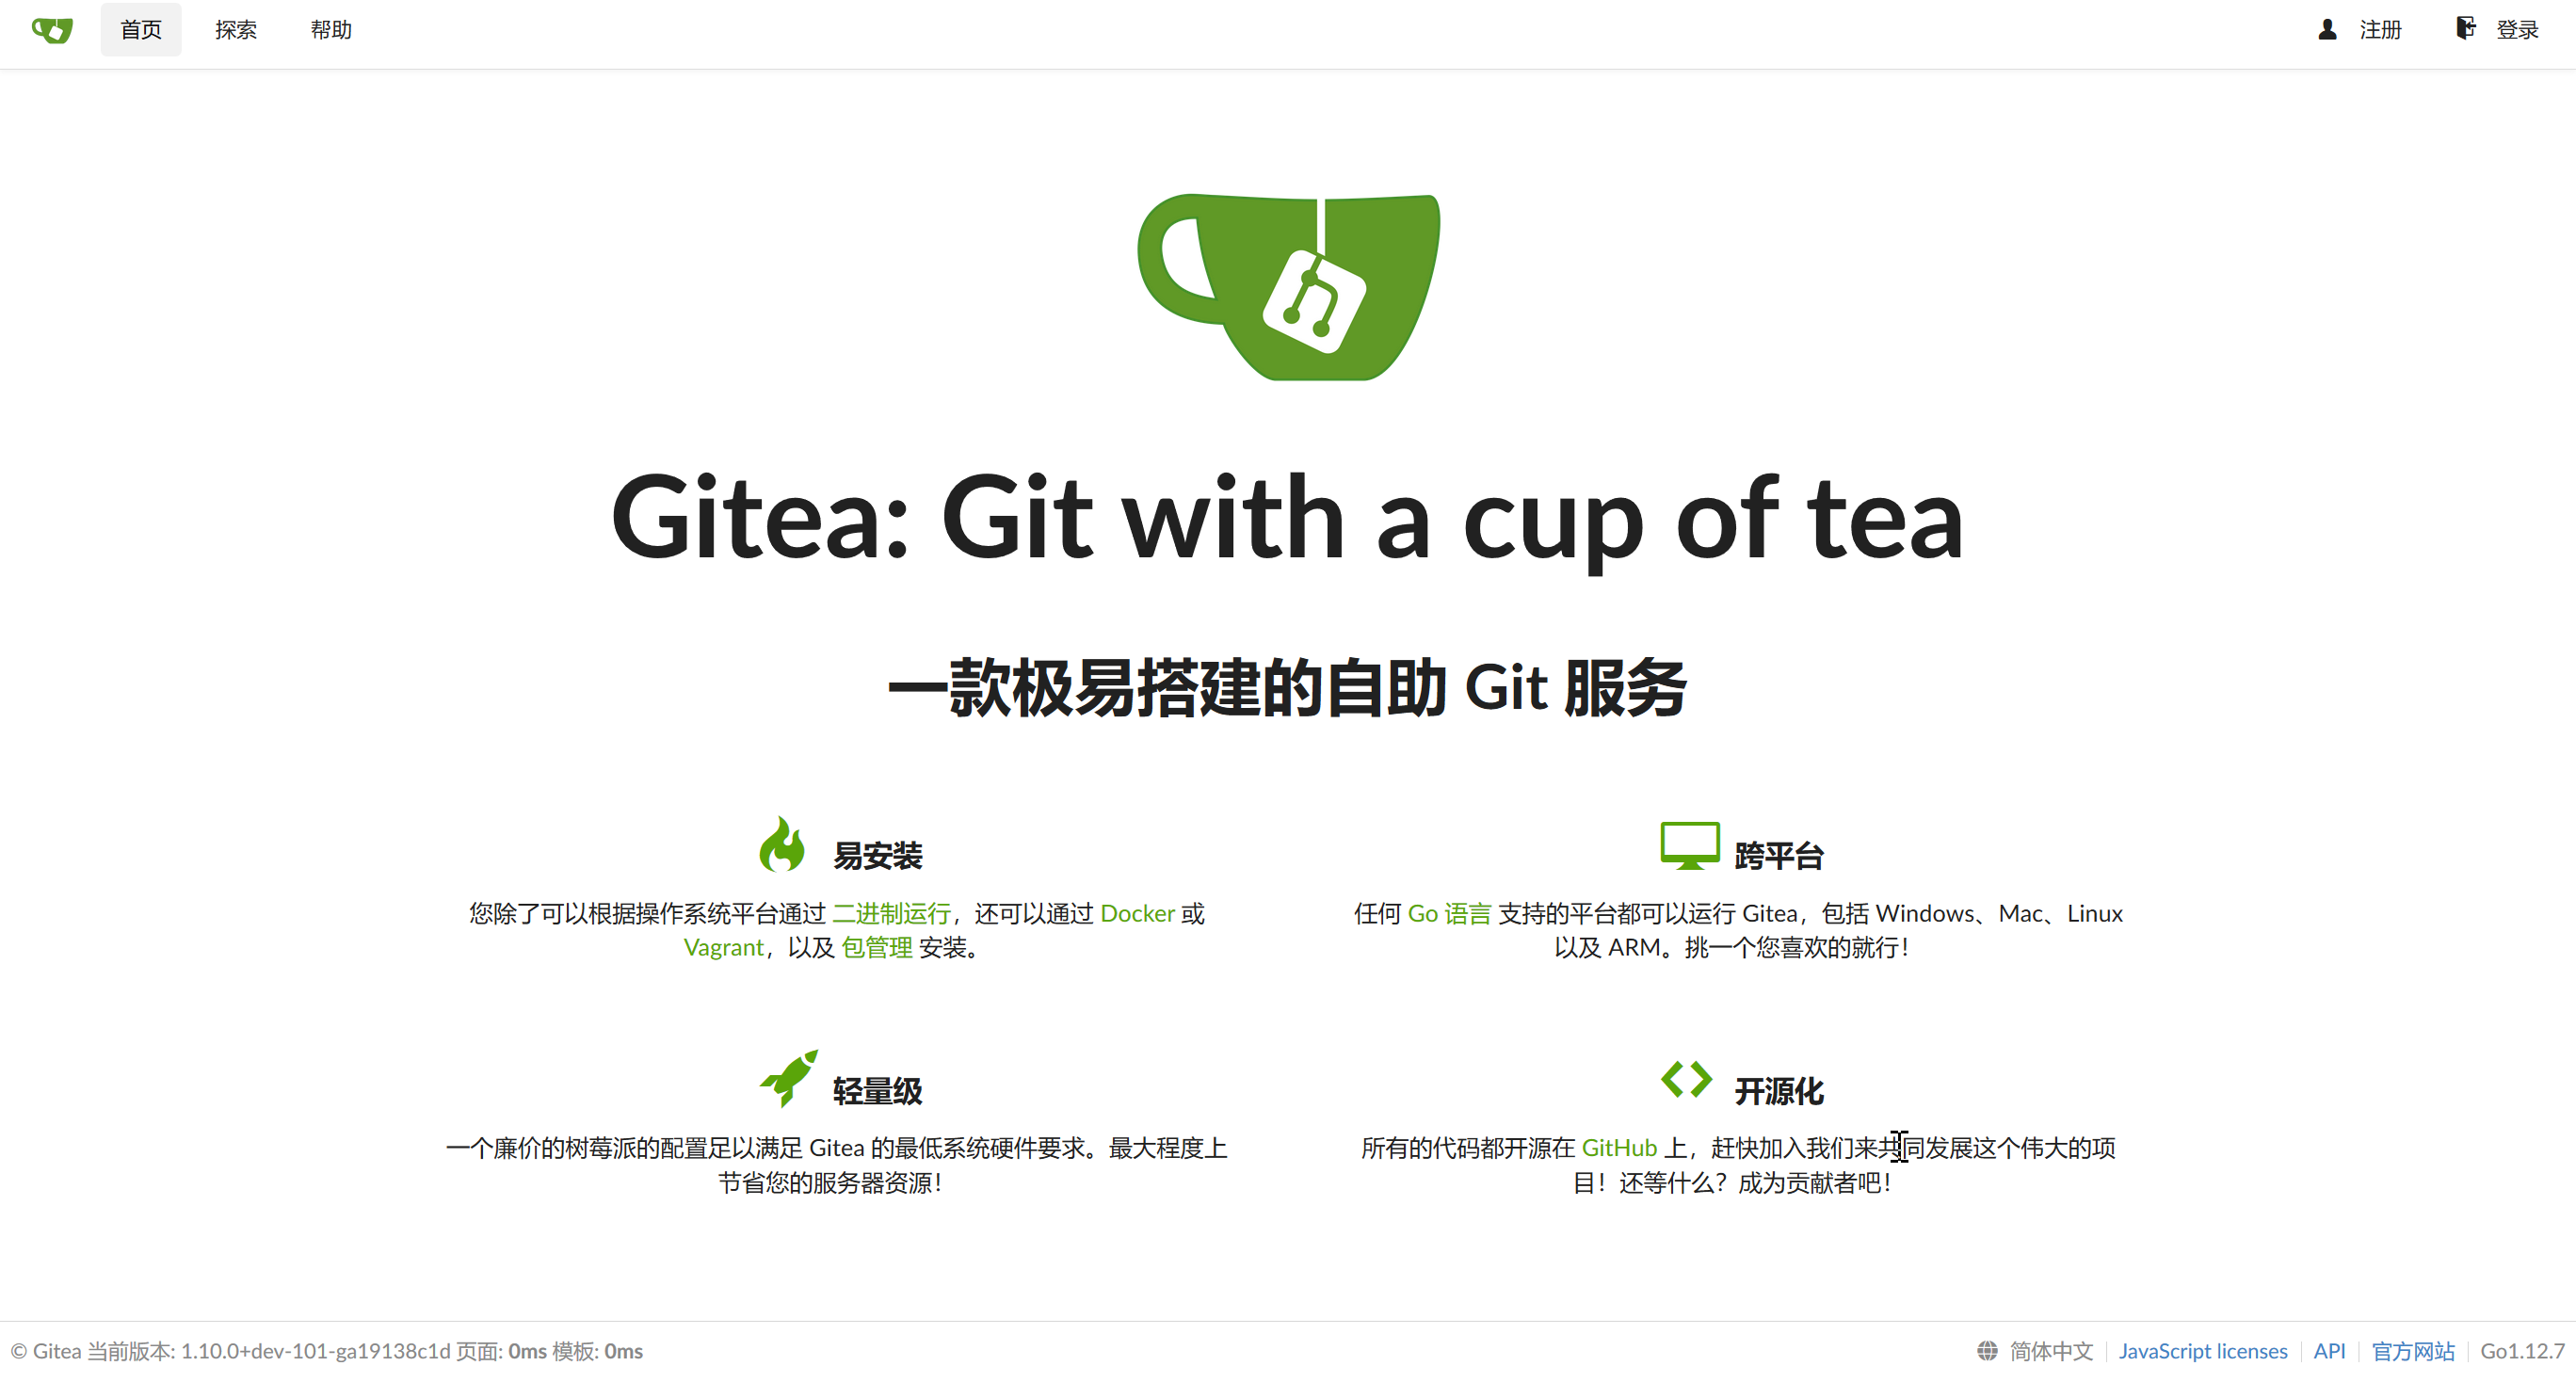 首页 探索 帮助 注册 登录
Gitea: Git with a cup of tea
一款极易搭建的自助 Git 服务
易安装
您除了可以根据操作系统平台通过 二进制运行，还可以通过 Docker 或
Vagrant，以及 包管理 安装。
跨平台
任何 Go 语言 支持的平台都可以运行 Gitea，包括 Windows、Mac、Linux
以及 ARM。挑一个您喜欢的就行！
轻量级
一个廉价的树莓派的配置足以满足 Gitea 的最低系统硬件要求。最大程度上
节省您的服务器资源！
开源化
所有的代码都开源在 GitHub 上，赶快加入我们来共同发展这个伟大的项
目！还等什么？成为贡献者吧！
© Gitea 当前版本: 1.10.0+dev-101-ga19138c1d 页面: 0ms 模板: 0ms 简体中文 JavaScript licenses API 官方网站 Go1.12.7